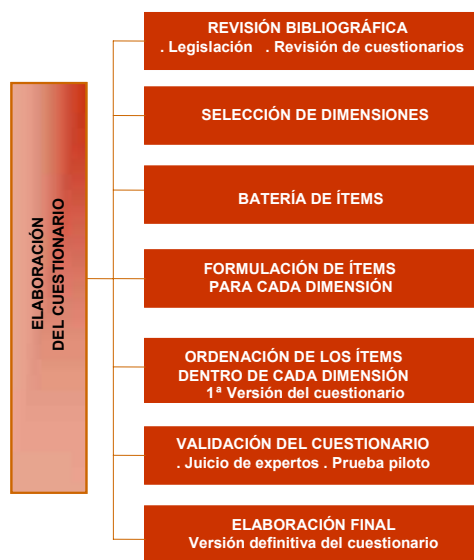 REVISIÓN BIBLIOGRÁFICA
. Legislación . Revisión de cuestionarios
SELECCIÓN DE DIMENSIONES
BATERÍA DE ÍTEMS
ELABORACIÓN
DEL CUESTIONARIO
FORMULACIÓN DE ÍTEMS
PARA CADA DIMENSIÓN
ORDENACIÓN DE LOS ÍTEMS
DENTRO DE CADA DIMENSIÓN
1ª Versión del cuestionario
VALIDACIÓN DEL CUESTIONARIO
. Juicio de expertos . Prueba piloto
ELABORACIÓN FINAL
Versión definitiva del cuestionario